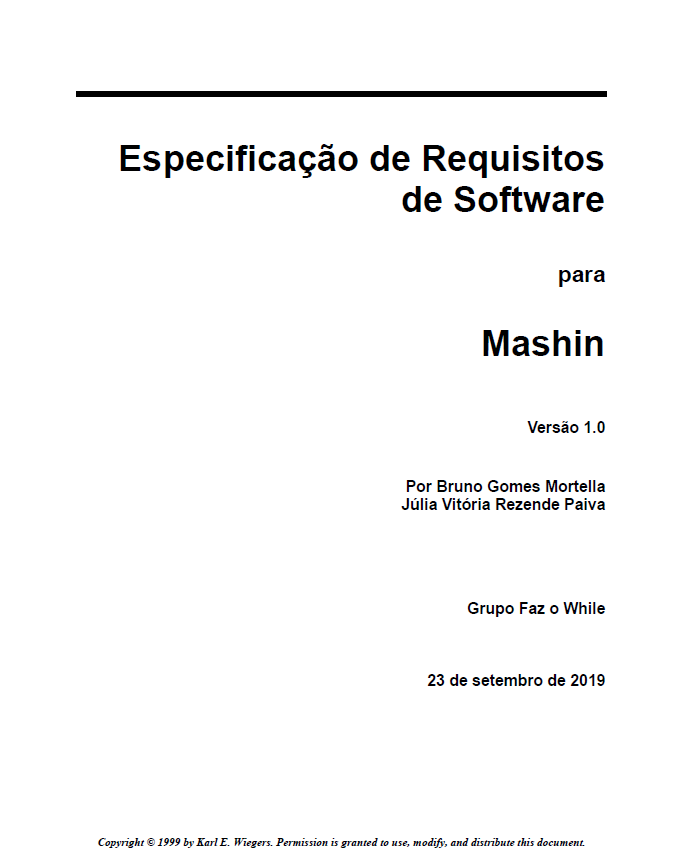 Especificação de Requisitos
de Software
para
Mashin
Versão 1.0
Por Bruno Gomes Mortella
Júlia Vitória Rezende Paiva
Grupo Faz o While
23 de setembro de 2019
Copyright © 1999 by Karl E. Wiegers. Permission is granted to use, modify, and distribute this document.